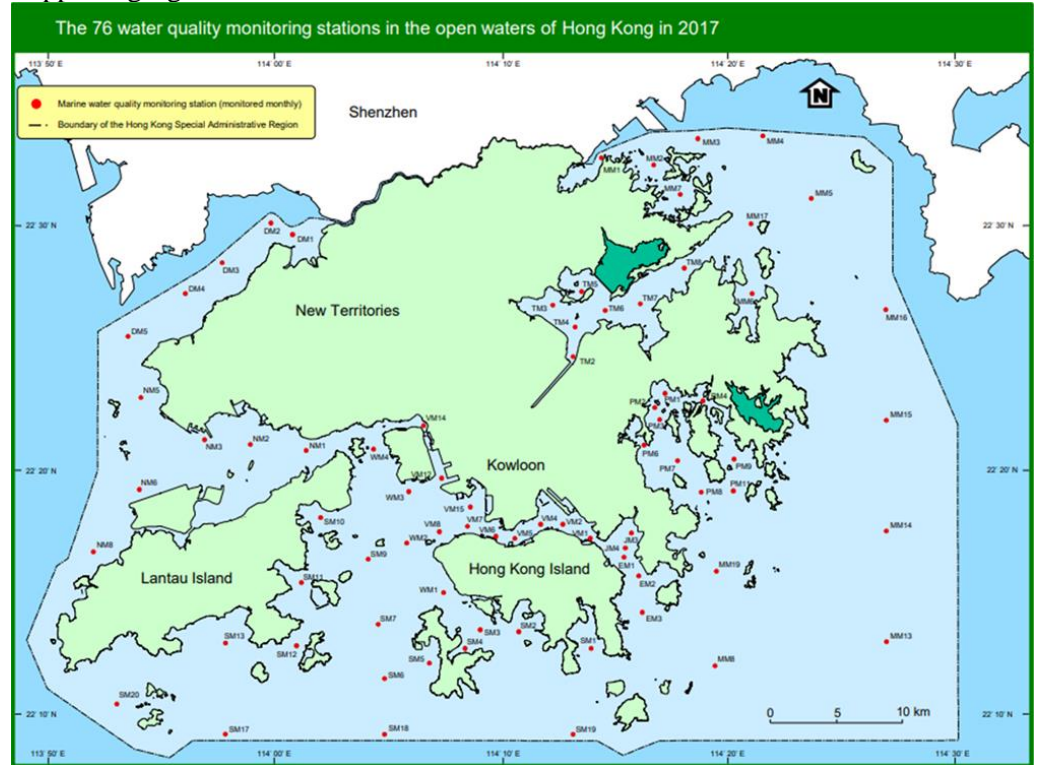 The 76 water quality monitoring stations in the open waters of Hong Kong in 2017
113° 50' E
114° 00' E
114° 10' E
114° 20' E
114° 30' E
Marine water quality monitoring station (monitored monthly)
Boundary of the Hong Kong Special Administrative Region
Shenzhen
N
MM3
MM4
MM1
MM2
MM7
MM5
MM17
22° 30' N
22° 30' N
DM2
DM1
DM3
DM4
DM5
New Territories
TM8
TM5
TM3
TM6
TM7
TM4
TM2
MM6
MM16
NM5
PM1
PM2
PM3
PM4
MM15
VM14
NM3
NM2
NM1
WM4
PM6
22° 20' N
22° 20' N
Kowloon
VM12
PM7
PM9
NM6
WM3
PM8
PM11
VM15
SM10
VM7
VM8
VM4
VM2
VM6
VM5
VM1
JM3
JM4
MM14
NM8
WM2
SM9
EM1
MM19
Lantau Island
Hong Kong Island
SM11
EM2
WM1
EM3
SM7
SM3
SM2
SM13
SM12
SM4
SM1
MM13
SM5
MM8
SM6
SM20
22° 10' N
22° 10' N
0
5
10 km
SM17
SM18
SM19
113° 50' E
114° 00' E
114° 10' E
114° 20' E
114° 30' E